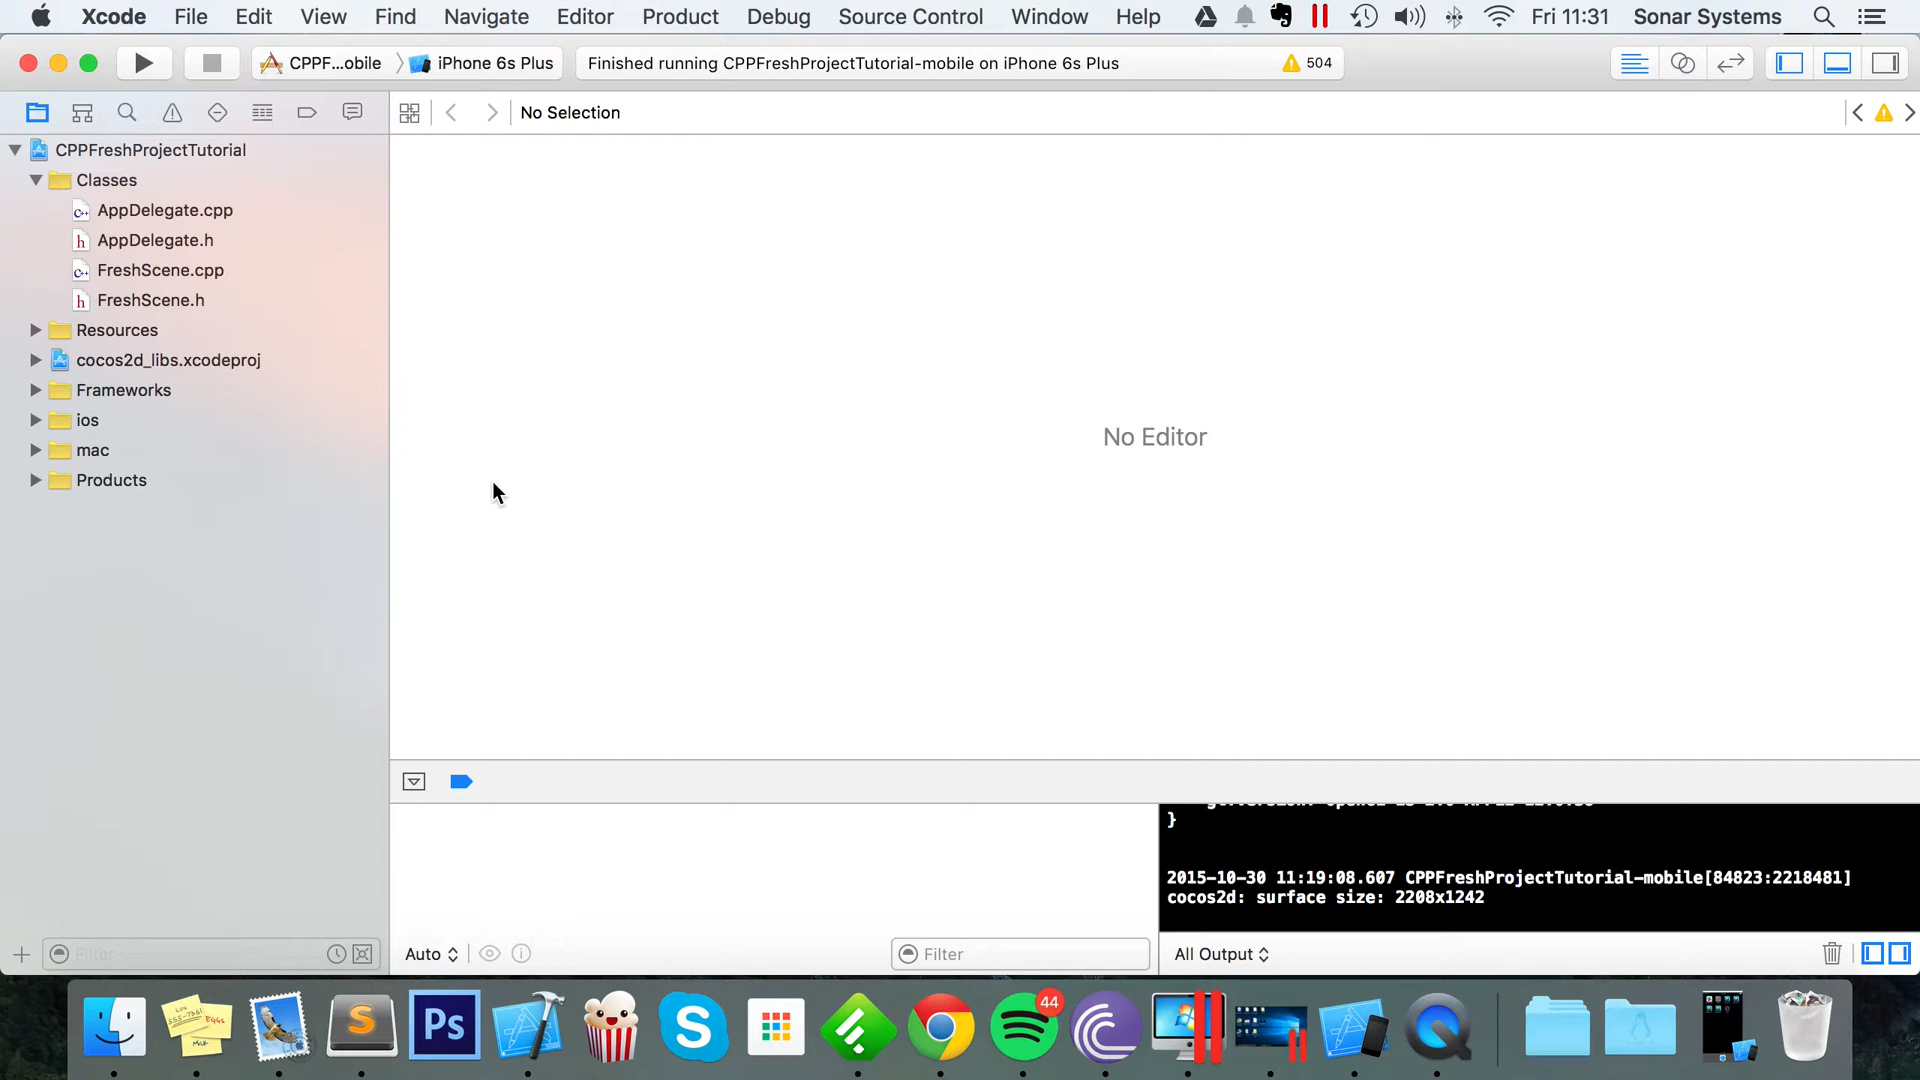 Xcode File Edit View Find Navigate Editor Product Debug Source Control Window Help Fri 11:31 Sonar Systems
CPPF...obile iPhone 6s Plus Finished running CPPFreshProjectTutorial-mobile on iPhone 6s Plus 504
No Selection
CPPFreshProjectTutorial
Classes
AppDelegate.cpp
AppDelegate.h
FreshScene.cpp
FreshScene.h
Resources
cocos2d_libs.xcodeproj
Frameworks
ios
mac
Products
No Editor
}
2015-10-30 11:19:08.607 CPPFreshProjectTutorial-mobile[84823:2218481]
cocos2d: surface size: 2208x1242
Filter Auto Filter All Output
44
Ps